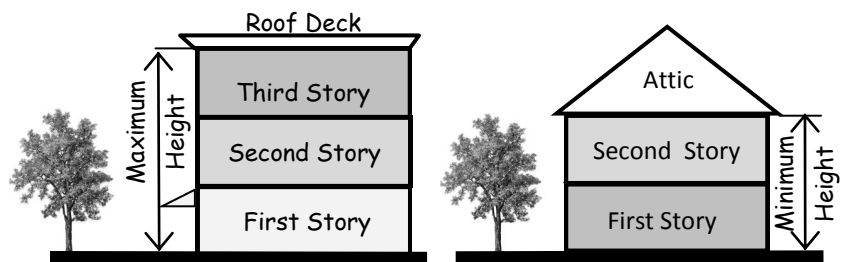 Roof Deck
Third Story
Second Story
First Story
Maximum
Height
Attic
Second Story
First Story
Minimum
Height